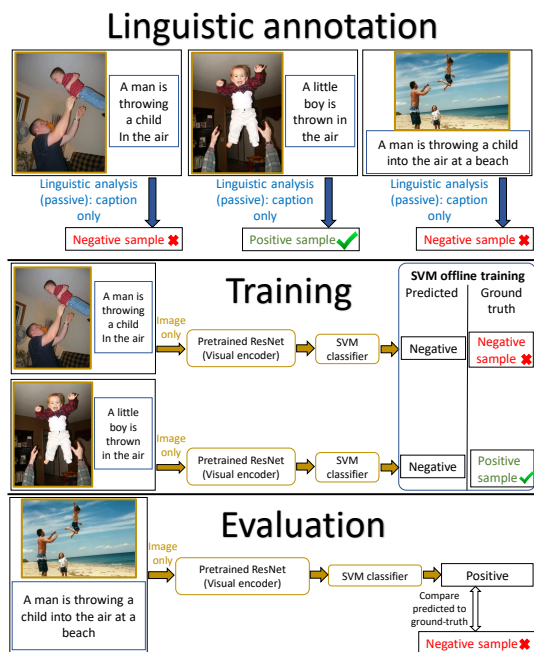 Linguistic annotation
A man is
throwing
a child
In the air
A little
boy is
thrown in
the air
A man is throwing a child
into the air at a beach
Linguistic analysis
(passive): caption
only
Linguistic analysis
(passive): caption
only
Linguistic analysis
(passive): caption
only
Negative sample
Positive sample
Negative sample
Training
SVM offline training
Predicted
Ground
truth
A man is
throwing
a child
In the air
Image
only
Pretrained ResNet
(Visual encoder)
SVM
classifier
Negative
Negative
sample
A little
boy is
thrown
in the air
Image
only
Pretrained ResNet
(Visual encoder)
SVM
classifier
Negative
Positive
sample
Evaluation
A man is throwing a
child into the air at a
beach
Image
only
Pretrained ResNet
(Visual encoder)
SVM classifier
Positive
Compare
predicted to
ground-truth
Negative sample